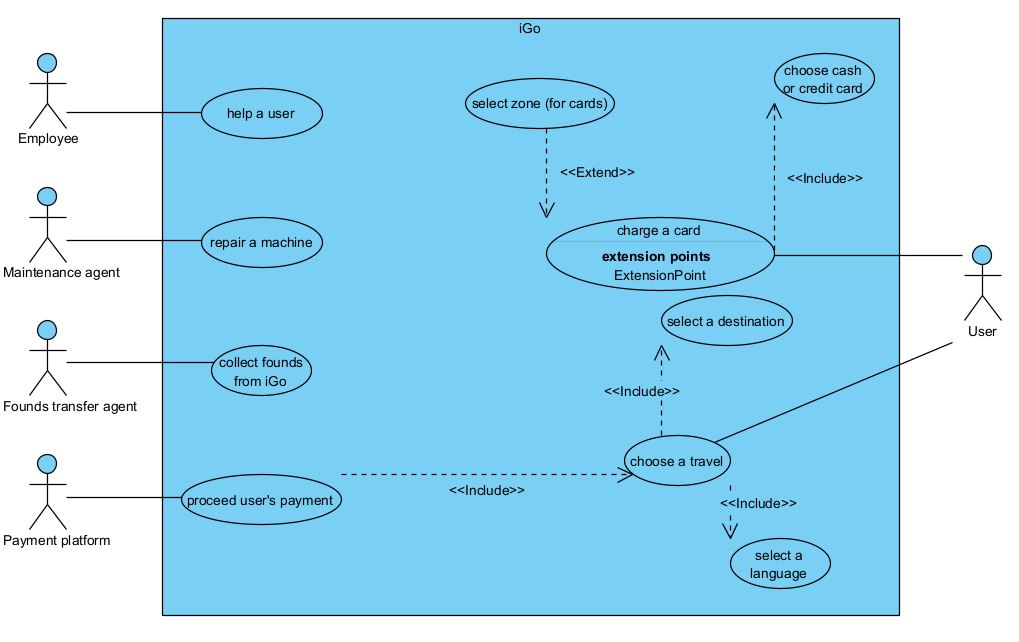 iGo
choose cash
or credit card
select zone (for cards)
help a user
Employee
<<Extend>>
<<Include>>
charge a card
repair a machine
extension points
Maintenance agent
ExtensionPoint
select a destination
User
collect founds
from iGo
<<Include>>
Founds transfer agent
choose a travel
<<Include>>
proceed user's payment
<<Include>>
Payment platform
select a
language